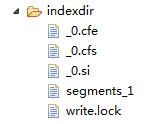 indexdir
_0.cfe
_0.cfs
_0.si
segments_1
write.lock